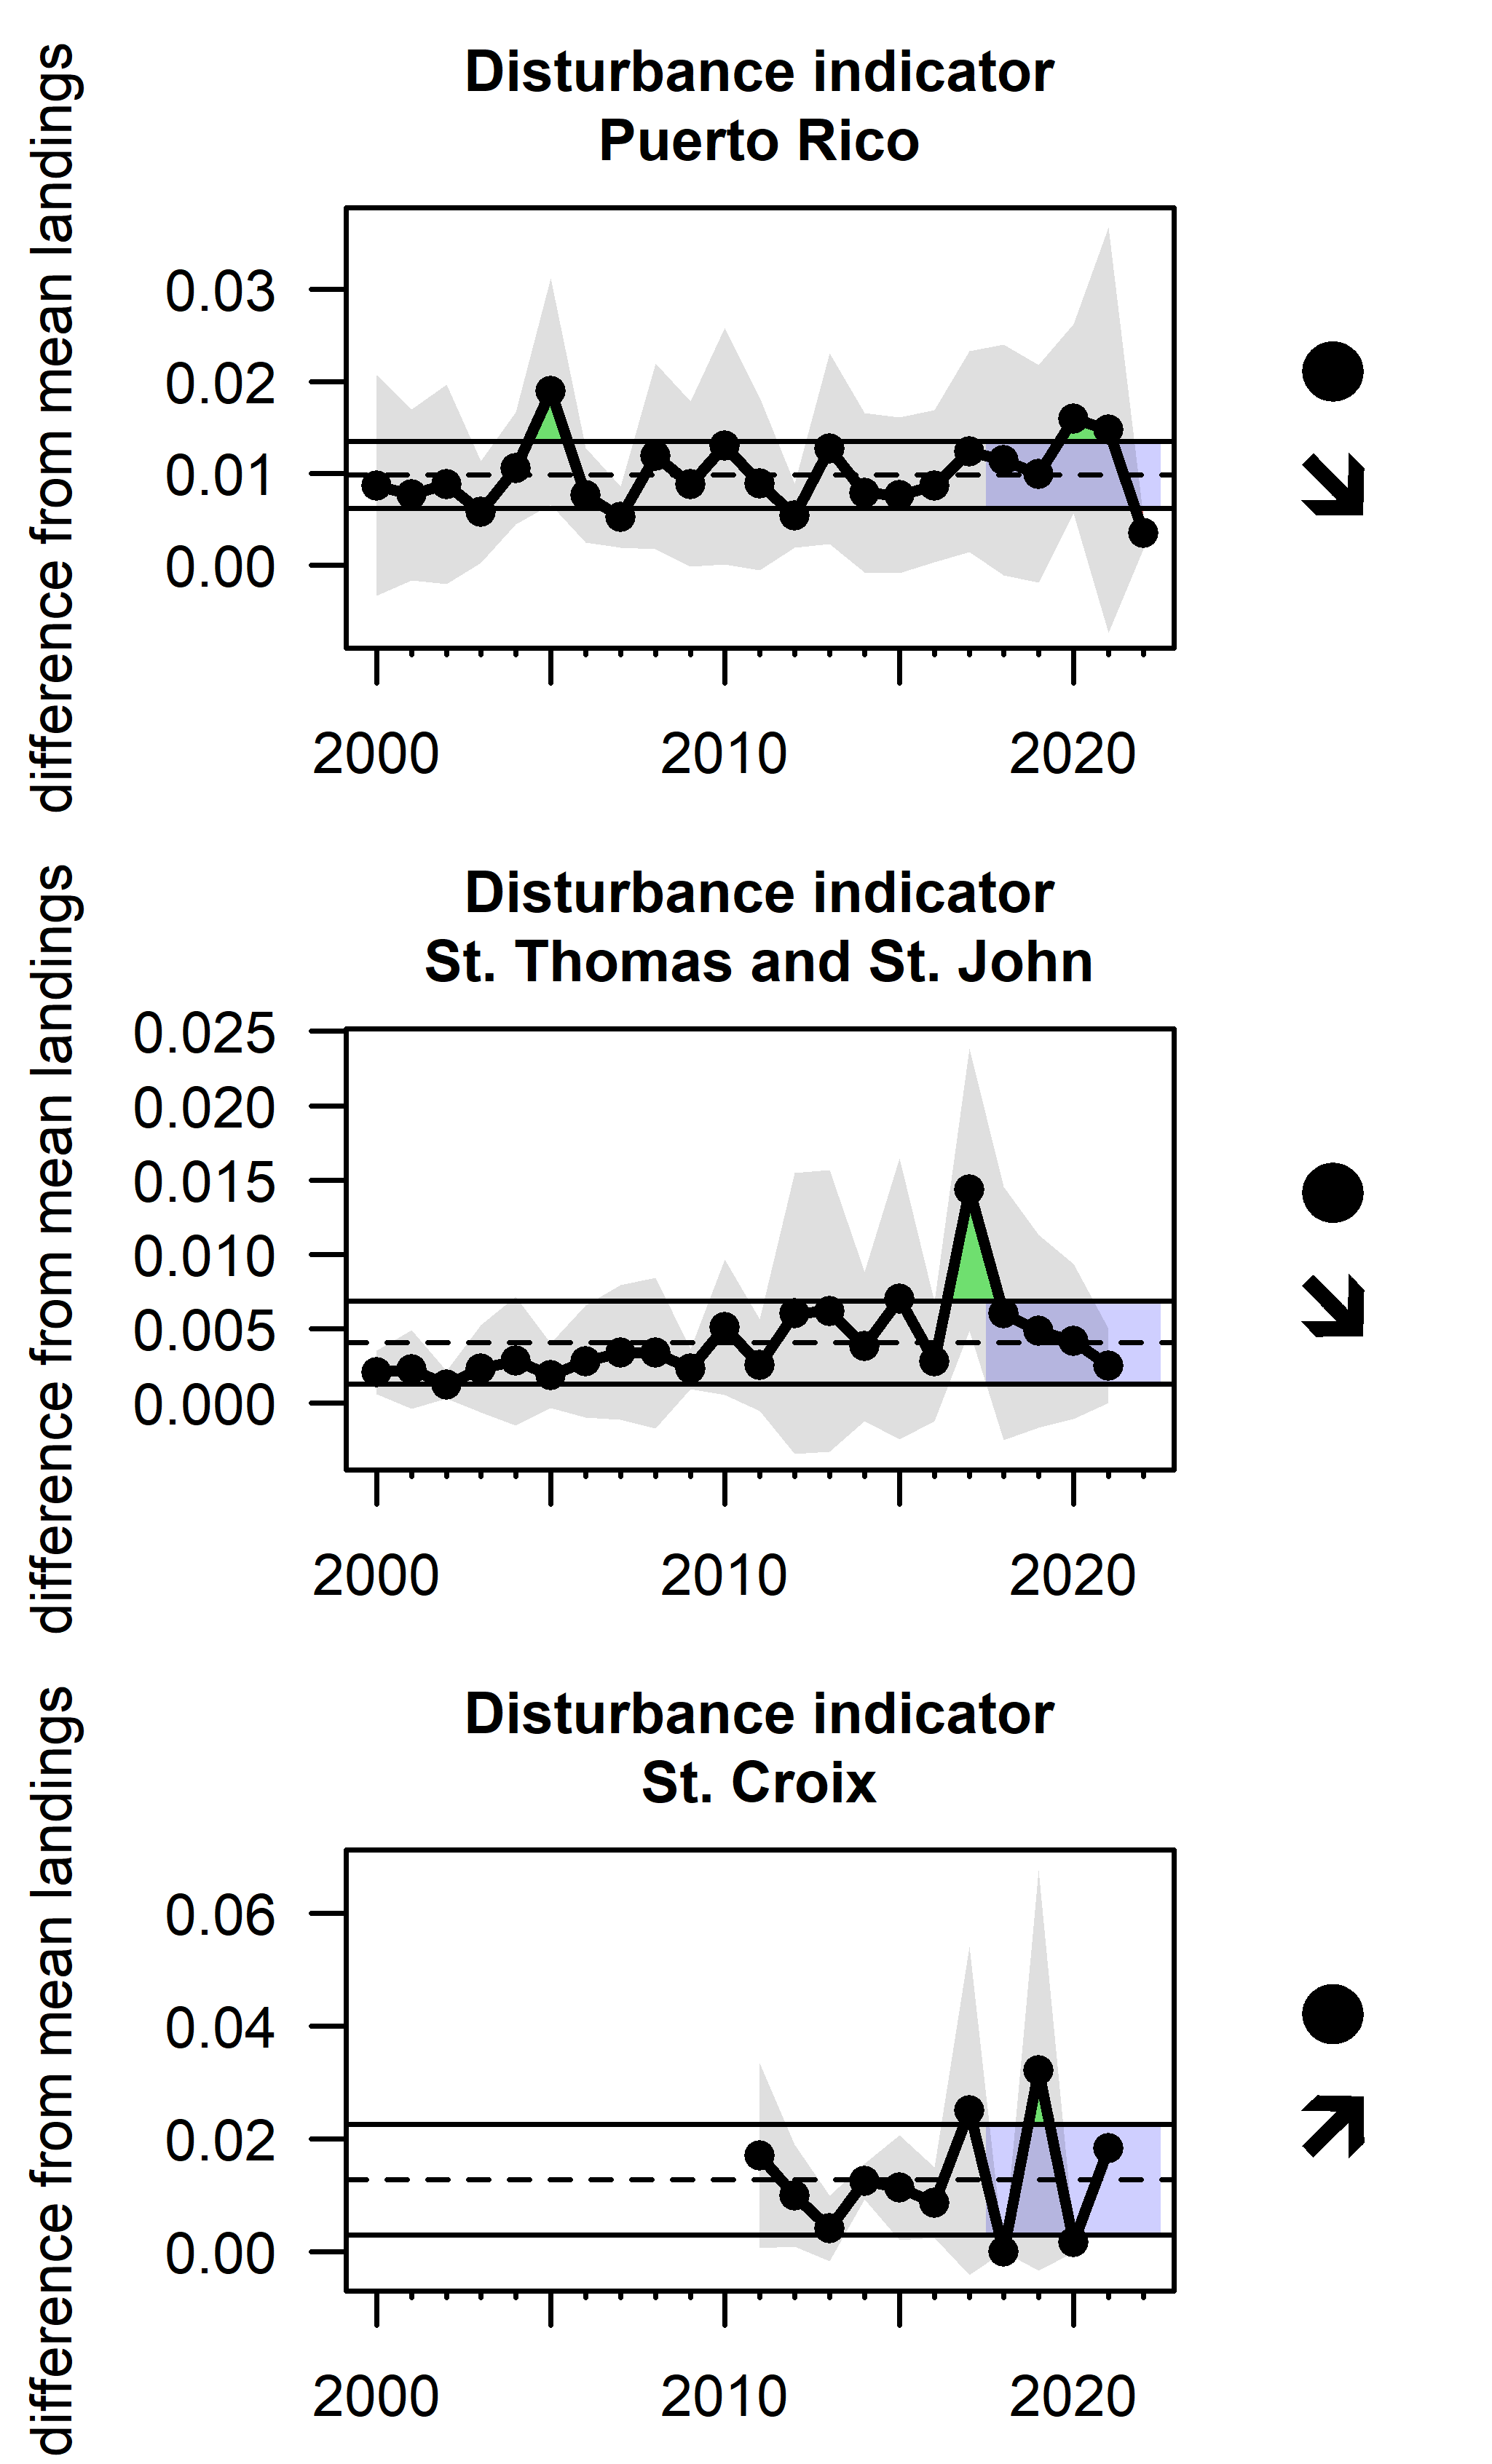 Disturbance indicator
Puerto Rico
difference from mean landings
0.03
0.02
0.01
0.00
2000 2010 2020
Disturbance indicator
St. Thomas and St. John
difference from mean landings
0.025
0.020
0.015
0.010
0.005
0.000
2000 2010 2020
Disturbance indicator
St. Croix
difference from mean landings
0.06
0.04
0.02
0.00
2000 2010 2020